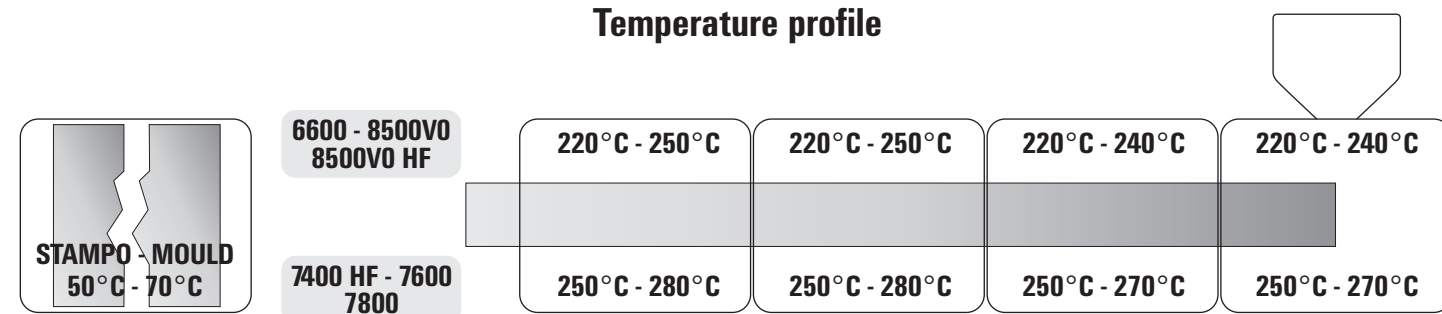 Temperature profile
6600 - 8500V0
8500V0 HF
220°C - 250°C
220°C - 250°C
220°C - 240°C
220°C - 240°C
STAMPO - MOULD
50°C - 70°C
7400 HF - 7600
7800
250°C - 280°C
250°C - 280°C
250°C - 270°C
250°C - 270°C